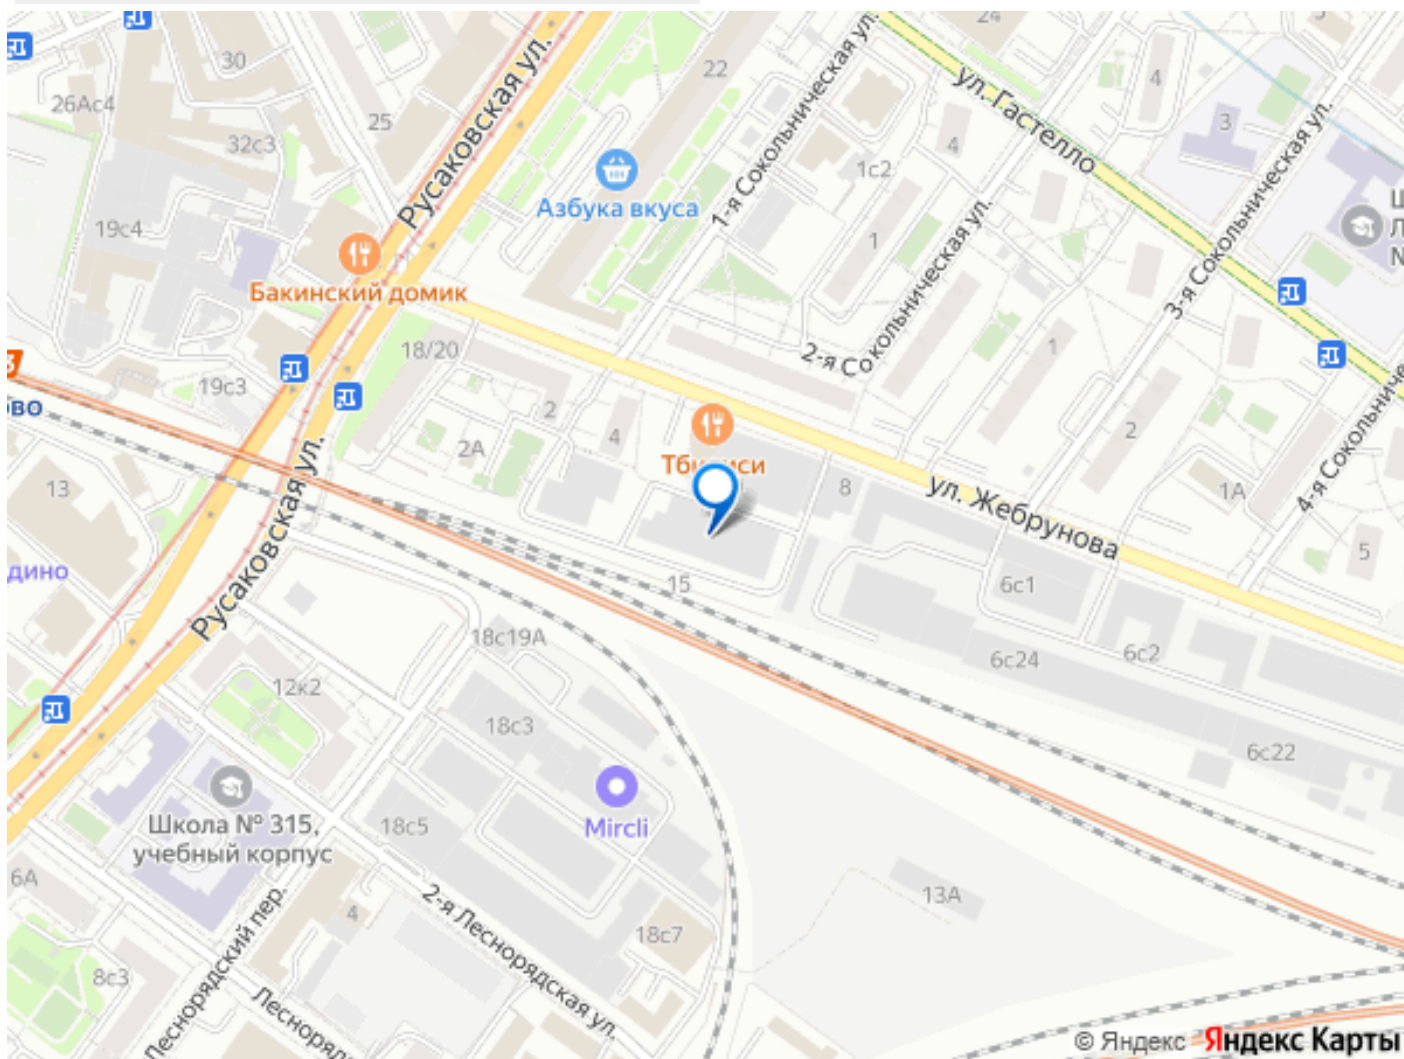 24
30
22
4
26Ас4
25
Русаковская ул.
1-я Сокольническая ул.
ул. Гастелло
3
3-я Сокольническая ул.
32с3
4
1с2
Азбука вкуса
19с4
1
2-я Сокольническая ул.
Бакинский домик
18/20
1
19с3
2
4
2А
2
Тбилиси
8
ул. Жебрунова
1А
13
Русаковская ул.
5
15
6с1
18с19А
6с24
6с2
12к2
18с3
6с22
Mircli
Школа № 315,
учебный корпус
18с5
6А
2-я Леснорядская ул.
13А
4
18с7
8с3
Леснорядский пер.
© Яндекс Яндекс Карты